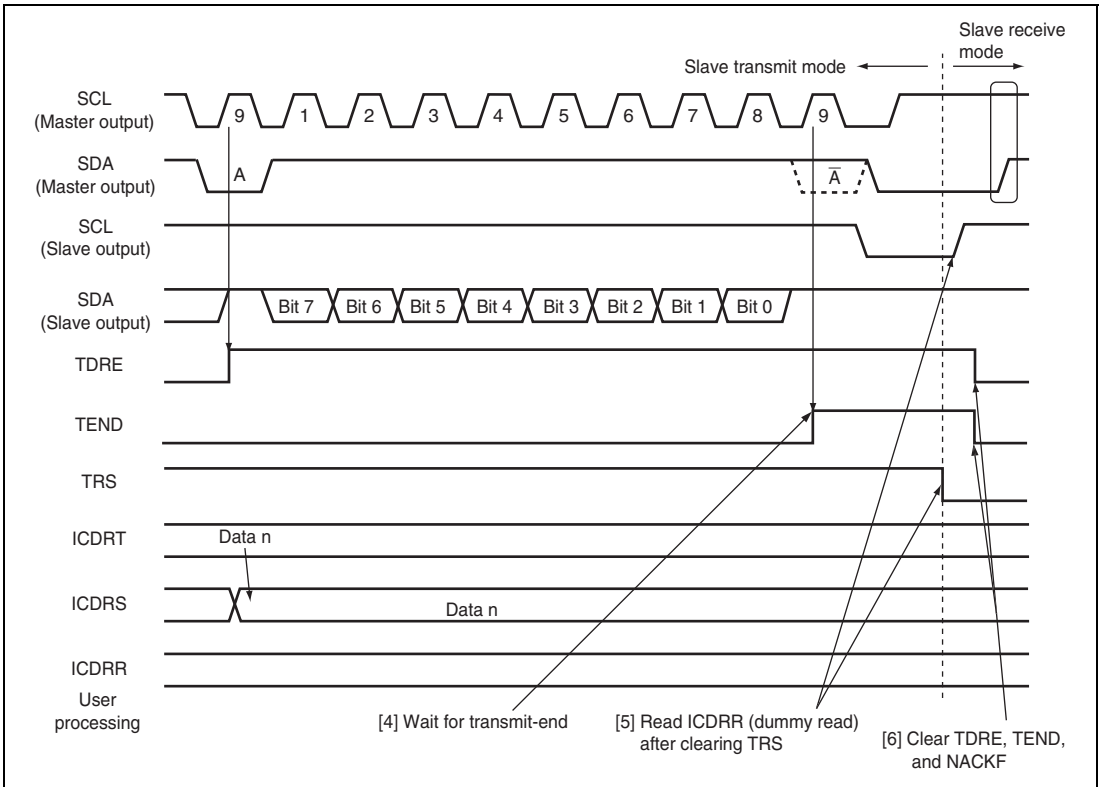 Slave receive
mode
Slave transmit mode
SCL
(Master output)
9 1 2 3 4 5 6 7 8 9
SDA
(Master output)
A A̅
SCL
(Slave output)
SDA
(Slave output)
Bit 7 Bit 6 Bit 5 Bit 4 Bit 3 Bit 2 Bit 1 Bit 0
TDRE
TEND
TRS
ICDRT
Data n
ICDRS
Data n
ICDRR
User
processing
[4] Wait for transmit-end
[5] Read ICDRR (dummy read)
after clearing TRS
[6] Clear TDRE, TEND,
and NACKF